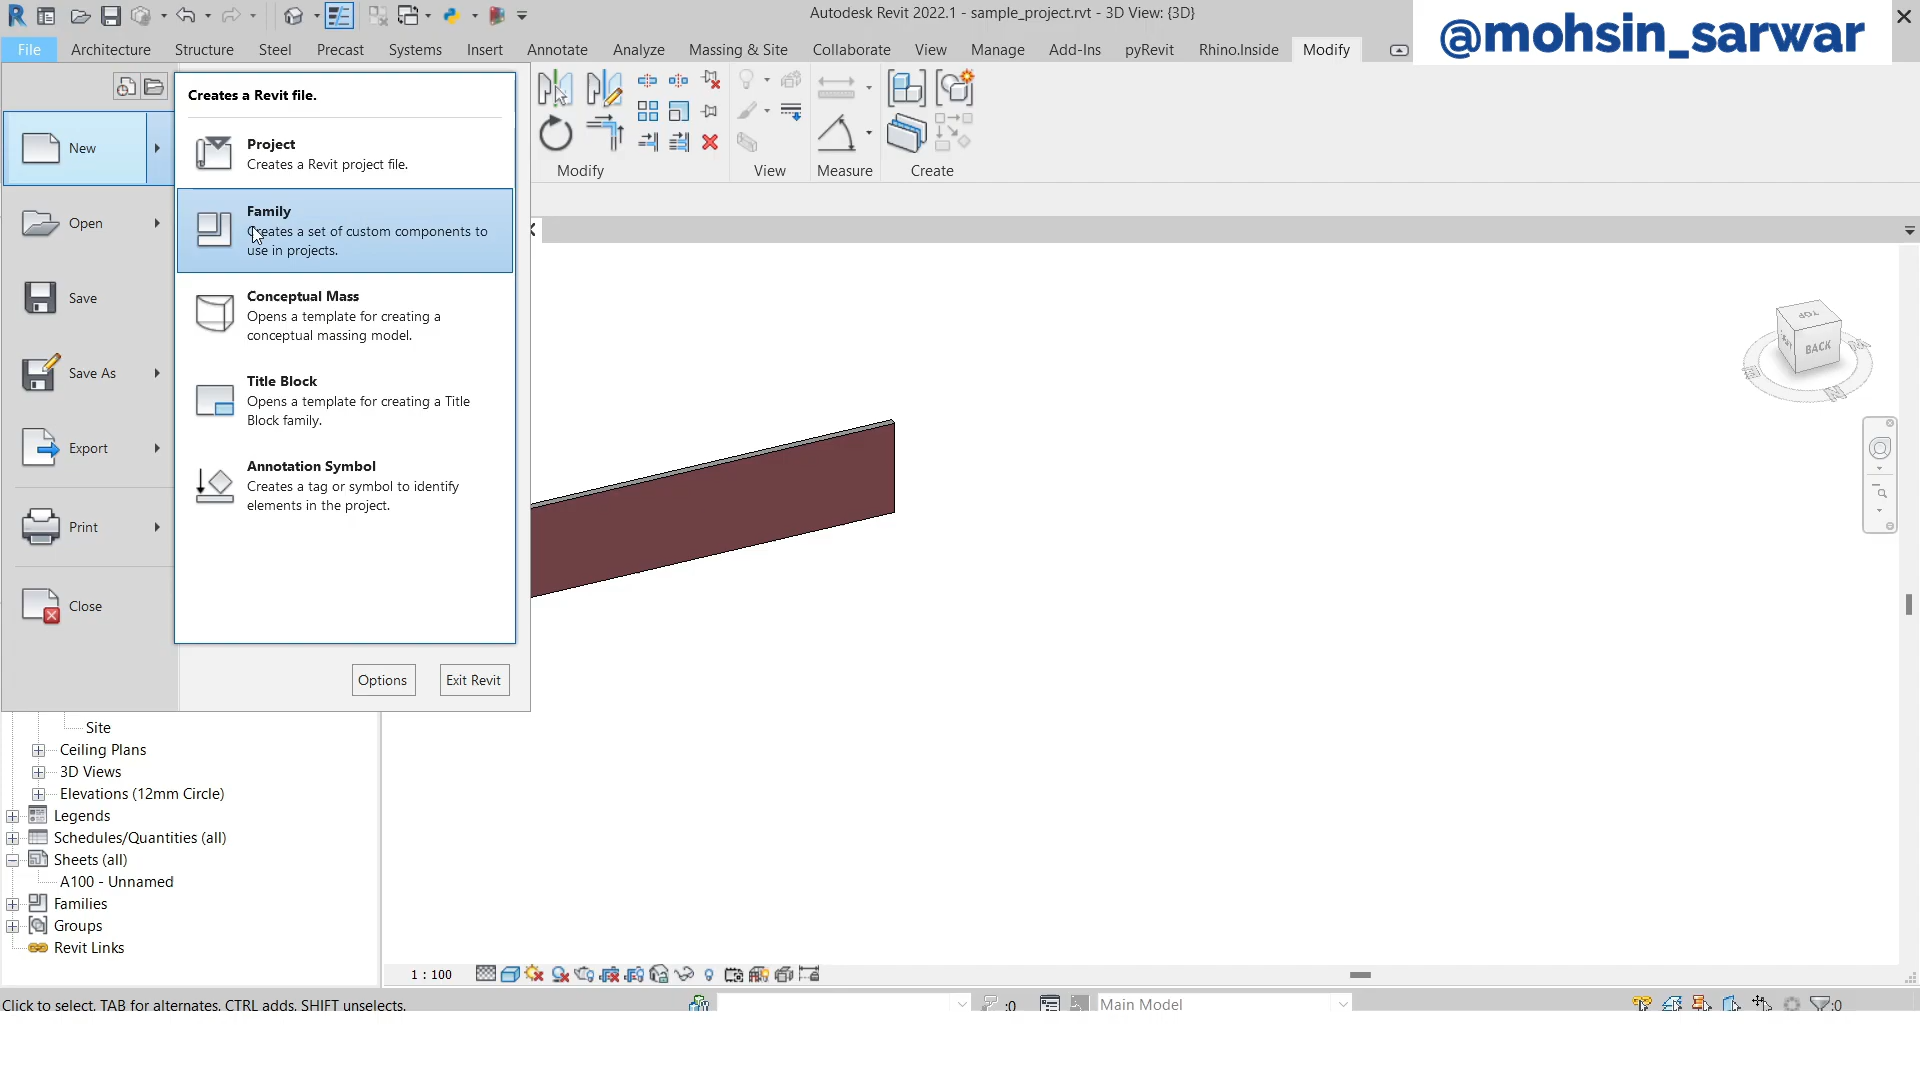 Autodesk Revit 2022.1 - sample_project.rvt - 3D View: {3D}
@mohsin_sarwar
File Architecture Structure Steel Precast Systems Insert Annotate Analyze Massing & Site Collaborate View Manage Add-Ins pyRevit Rhino.Inside Modify
Creates a Revit file.
New
Open
Save
Save As
Export
Print
Close
Project
Creates a Revit project file.
Family
Creates a set of custom components to
use in projects.
Conceptual Mass
Opens a template for creating a
conceptual massing model.
Title Block
Opens a template for creating a Title
Block family.
Annotation Symbol
Creates a tag or symbol to identify
elements in the project.
Options Exit Revit
Modify View Measure Create
TOP
BACK
Site
Ceiling Plans
3D Views
Elevations (12mm Circle)
Legends
Schedules/Quantities (all)
Sheets (all)
A100 - Unnamed
Families
Groups
Revit Links
1 : 100
Click to select, TAB for alternates, CTRL adds, SHIFT unselects.
:0
Main Model
:0